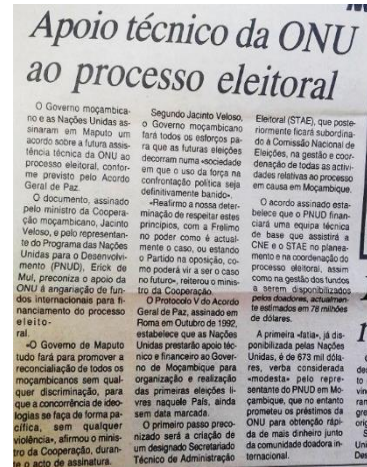 Apoio técnico da ONU
ao processo eleitoral
O Governo moçambica-
no e as Nações Unidas as-
sinaram em Maputo um
acordo sobre a futura assis-
tência técnica da ONU ao
processo eleitoral, confor-
me previsto pelo Acordo
Geral de Paz.
O documento, assinado
pelo ministro da Coopera-
ção moçambicano, Jacinto
Veloso, e pelo representan-
te do Programa das Nações
Unidas para o Desenvolvi-
mento (PNUD), Erick de
Mul, preconiza o apoio da
ONU à angariação de fun-
dos internacionais para fi-
nanciamento do processo
eleito-
ral.
«O Governo de Maputo
tudo fará para promover a
reconciliação de todos os
moçambicanos sem qual-
quer discriminação, para
que a concorrência de ideo-
logias se faça de forma pa-
cífica, sem qualquer
violência», afirmou o minis-
tro da Cooperação, duran-
te o acto de assinatura.
Segundo Jacinto Veloso,
o Governo moçambicano
fará todos os esforços pa-
ra que as futuras eleições
decorram numa «sociedade
em que o uso da força na
confrontação política seja
definitivamente banido».
«Reafirmo a nossa deter-
minação de respeitar estes
princípios, com a Frelimo
no poder como é actual-
mente o caso, ou estando
o Partido na oposição, co-
mo poderá vir a ser o caso
no futuro», reiterou o minis-
tro da Cooperação.
O Protocolo V do Acordo
Geral de Paz, assinado em
Roma em Outubro de 1992,
estabelece que as Nações
Unidas prestarão apoio téc-
nico e financeiro ao Gover-
no de Moçambique para
organização e realização
das primeiras eleições li-
vres naquele País, ainda
sem data marcada.
O primeiro passo preco-
nizado será a criação de
um designado Secretariado
Técnico de Administração
Eleitoral (STAE), que poste-
riormente ficará subordina-
do à Comissão Nacional de
Eleições, na gestão e coor-
denação de todas as activi-
dades relativas ao processo
em causa em Moçambique.
O acordo assinado esta-
belece que o PNUD finan-
ciará uma equipa técnica
de base que assistirá a
CNE e o STAE no planea-
mento e na coordenação do
processo eleitoral, assim
como na gestão dos fundos
a serem disponibilizados
pelos doadores, actualmen-
te estimados em 78 milhões
de dólares.
A primeira «fatia», já dis-
ponibilizada pelas Nações
Unidas, é de 673 mil dóla-
res, verba considerada
«modesta» pelo repre-
sentante do PNUD em Mo-
çambique, que no entanto
prometeu os préstimos da
ONU para obtenção rápi-
da de mais dinheiro junto
da comunidade doadora in-
ternacional.